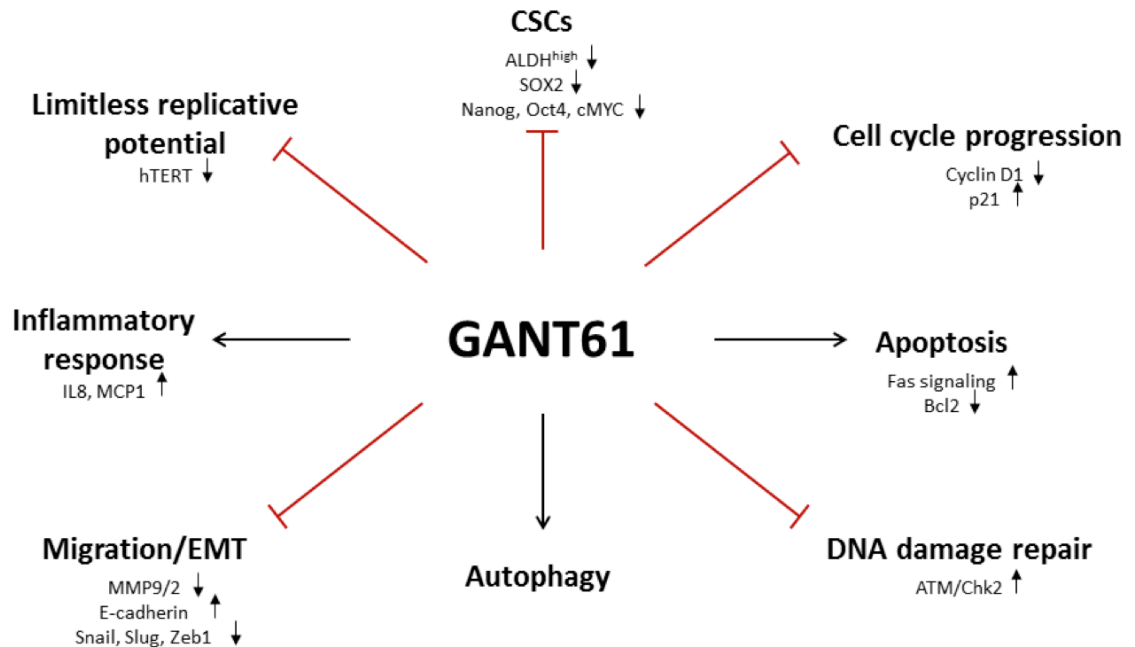 CSCs
ALDHhigh ↓
SOX2 ↓
Nanog, Oct4, cMYC ↓
Limitless replicative
potential
hTERT ↓
Cell cycle progression
Cyclin D1 ↓
p21 ↑
Inflammatory
response
IL8, MCP1 ↑
GANT61
Apoptosis
Fas signaling ↑
Bcl2 ↓
Migration/EMT
MMP9/2 ↓
E-cadherin ↑
Snail, Slug, Zeb1 ↓
Autophagy
DNA damage repair
ATM/Chk2 ↑